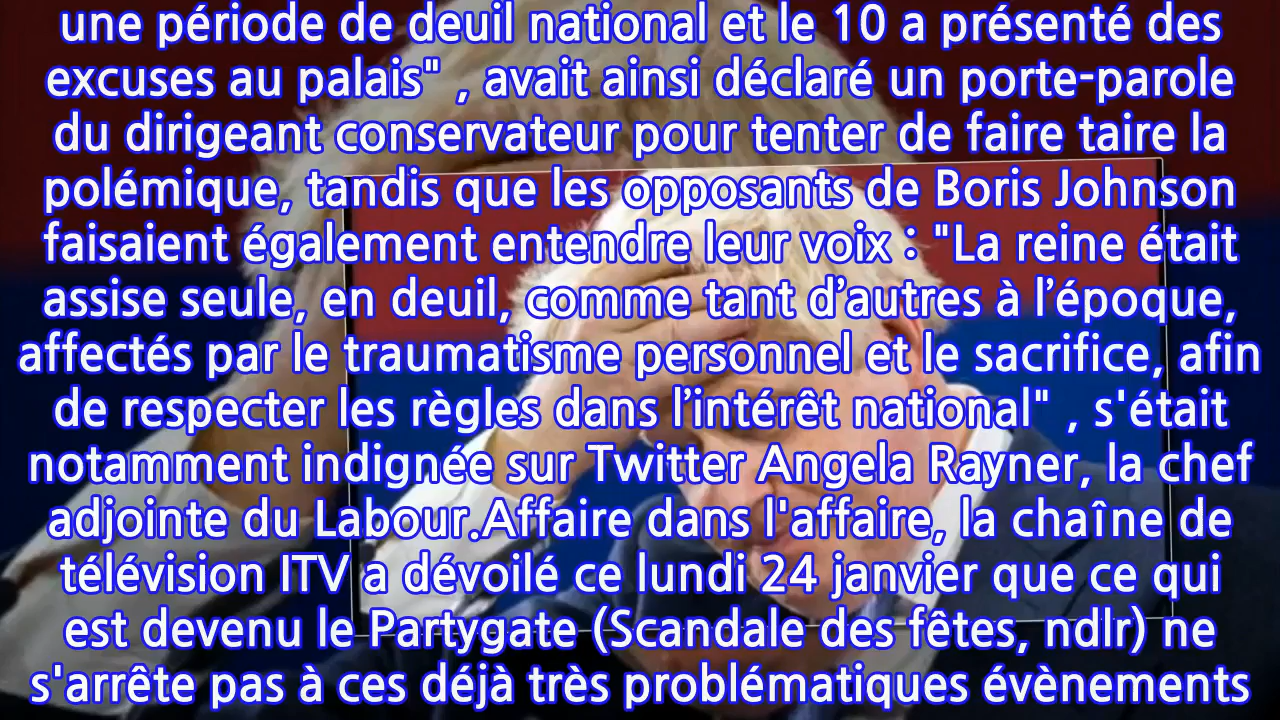 une période de deuil national et le 10 a présenté des
excuses au palais" , avait ainsi déclaré un porte-parole
du dirigeant conservateur pour tenter de faire taire la
polémique, tandis que les opposants de Boris Johnson
faisaient également entendre leur voix : "La reine était
assise seule, en deuil, comme tant d’autres à l’époque,
affectés par le traumatisme personnel et le sacrifice, afin
de respecter les règles dans l’intérêt national" , s'était
notamment indignée sur Twitter Angela Rayner, la chef
adjointe du Labour.Affaire dans l'affaire, la chaîne de
télévision ITV a dévoilé ce lundi 24 janvier que ce qui
est devenu le Partygate (Scandale des fêtes, ndlr) ne
s'arrête pas à ces déjà très problématiques évènements